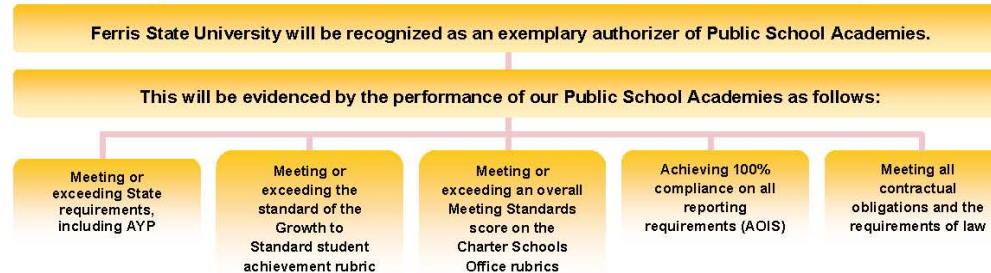 Ferris State University will be recognized as an exemplary authorizer of Public School Academies.
This will be evidenced by the performance of our Public School Academies as follows:
Meeting or
exceeding State
requirements,
including AYP
Meeting or
exceeding the
standard of the
Growth to
Standard student
achievement rubric
Meeting or
exceeding an overall
Meeting Standards
score on the
Charter Schools
Office rubrics
Achieving 100%
compliance on all
reporting
requirements (AOIS)
Meeting all
contractual
obligations and the
requirements of law